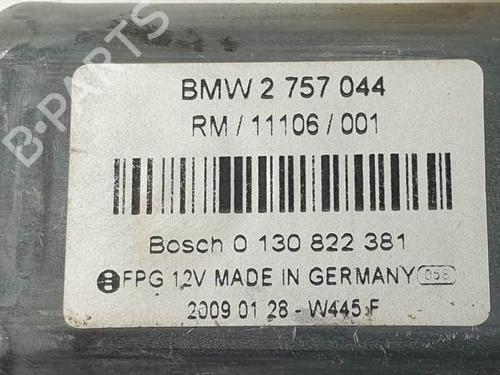 B-PARTS
BMW 2 757 044
RM / 11106 / 001
Bosch 0 130 822 381
FPG 12V MADE IN GERMANY 058
2009 01 28 - W445 F